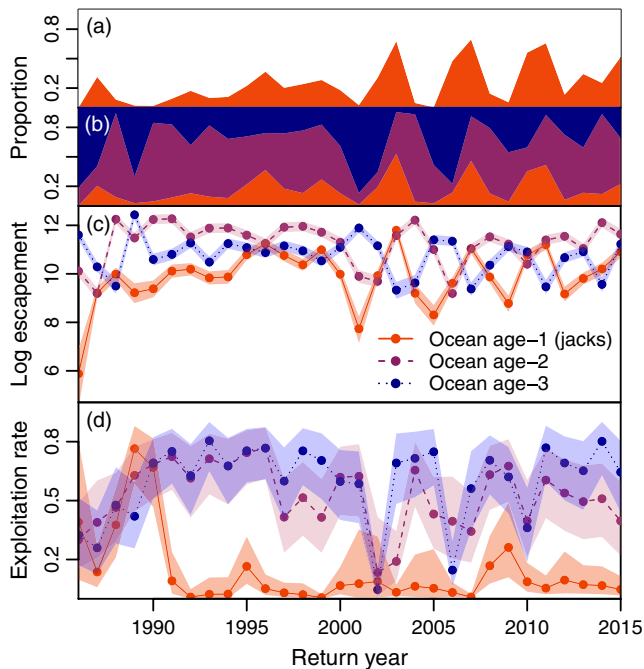 (a)
0.8
0.2
Proportion
(b)
0.8
0.2
(c)
12
10
8
6
Log escapement
Ocean age−1 (jacks)
Ocean age−2
Ocean age−3
(d)
0.8
0.5
0.2
Exploitation rate
1990 1995 2000 2005 2010 2015
Return year